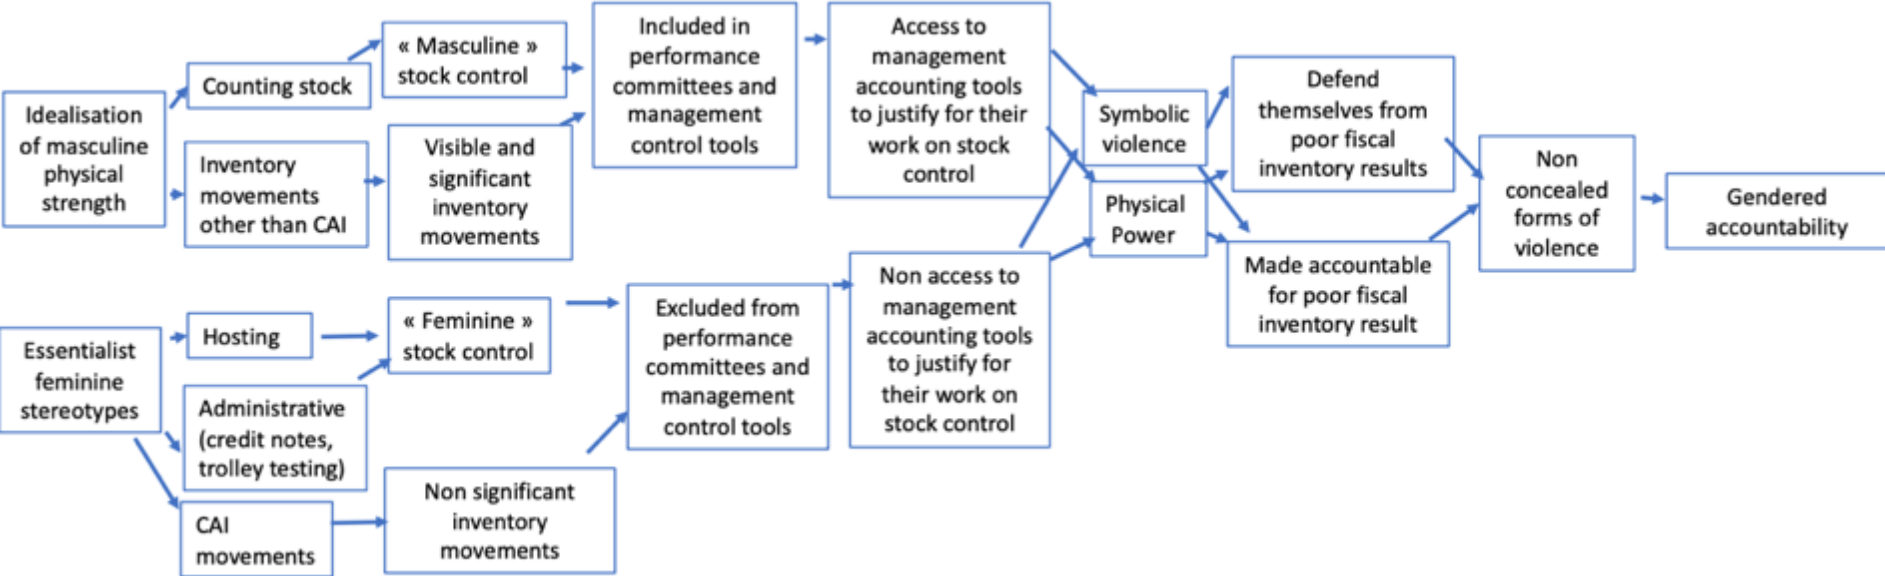 Idealisation
of masculine
physical
strength
Counting stock
« Masculine »
stock control
Inventory
movements
other than CAI
Visible and
significant
inventory
movements
Included in
performance
committees and
management
control tools
Access to
management
accounting tools
to justify for their
work on stock
control
Symbolic
violence
Physical
Power
Defend
themselves from
poor fiscal
inventory results
Made accountable
for poor fiscal
inventory result
Non
concealed
forms of
violence
Gendered
accountability
Essentialist
feminine
stereotypes
Hosting
Administrative
(credit notes,
trolley testing)
CAI
movements
« Feminine »
stock control
Non significant
inventory
movements
Excluded from
performance
committees and
management
control tools
Non access to
management
accounting tools
to justify for
their work on
stock control